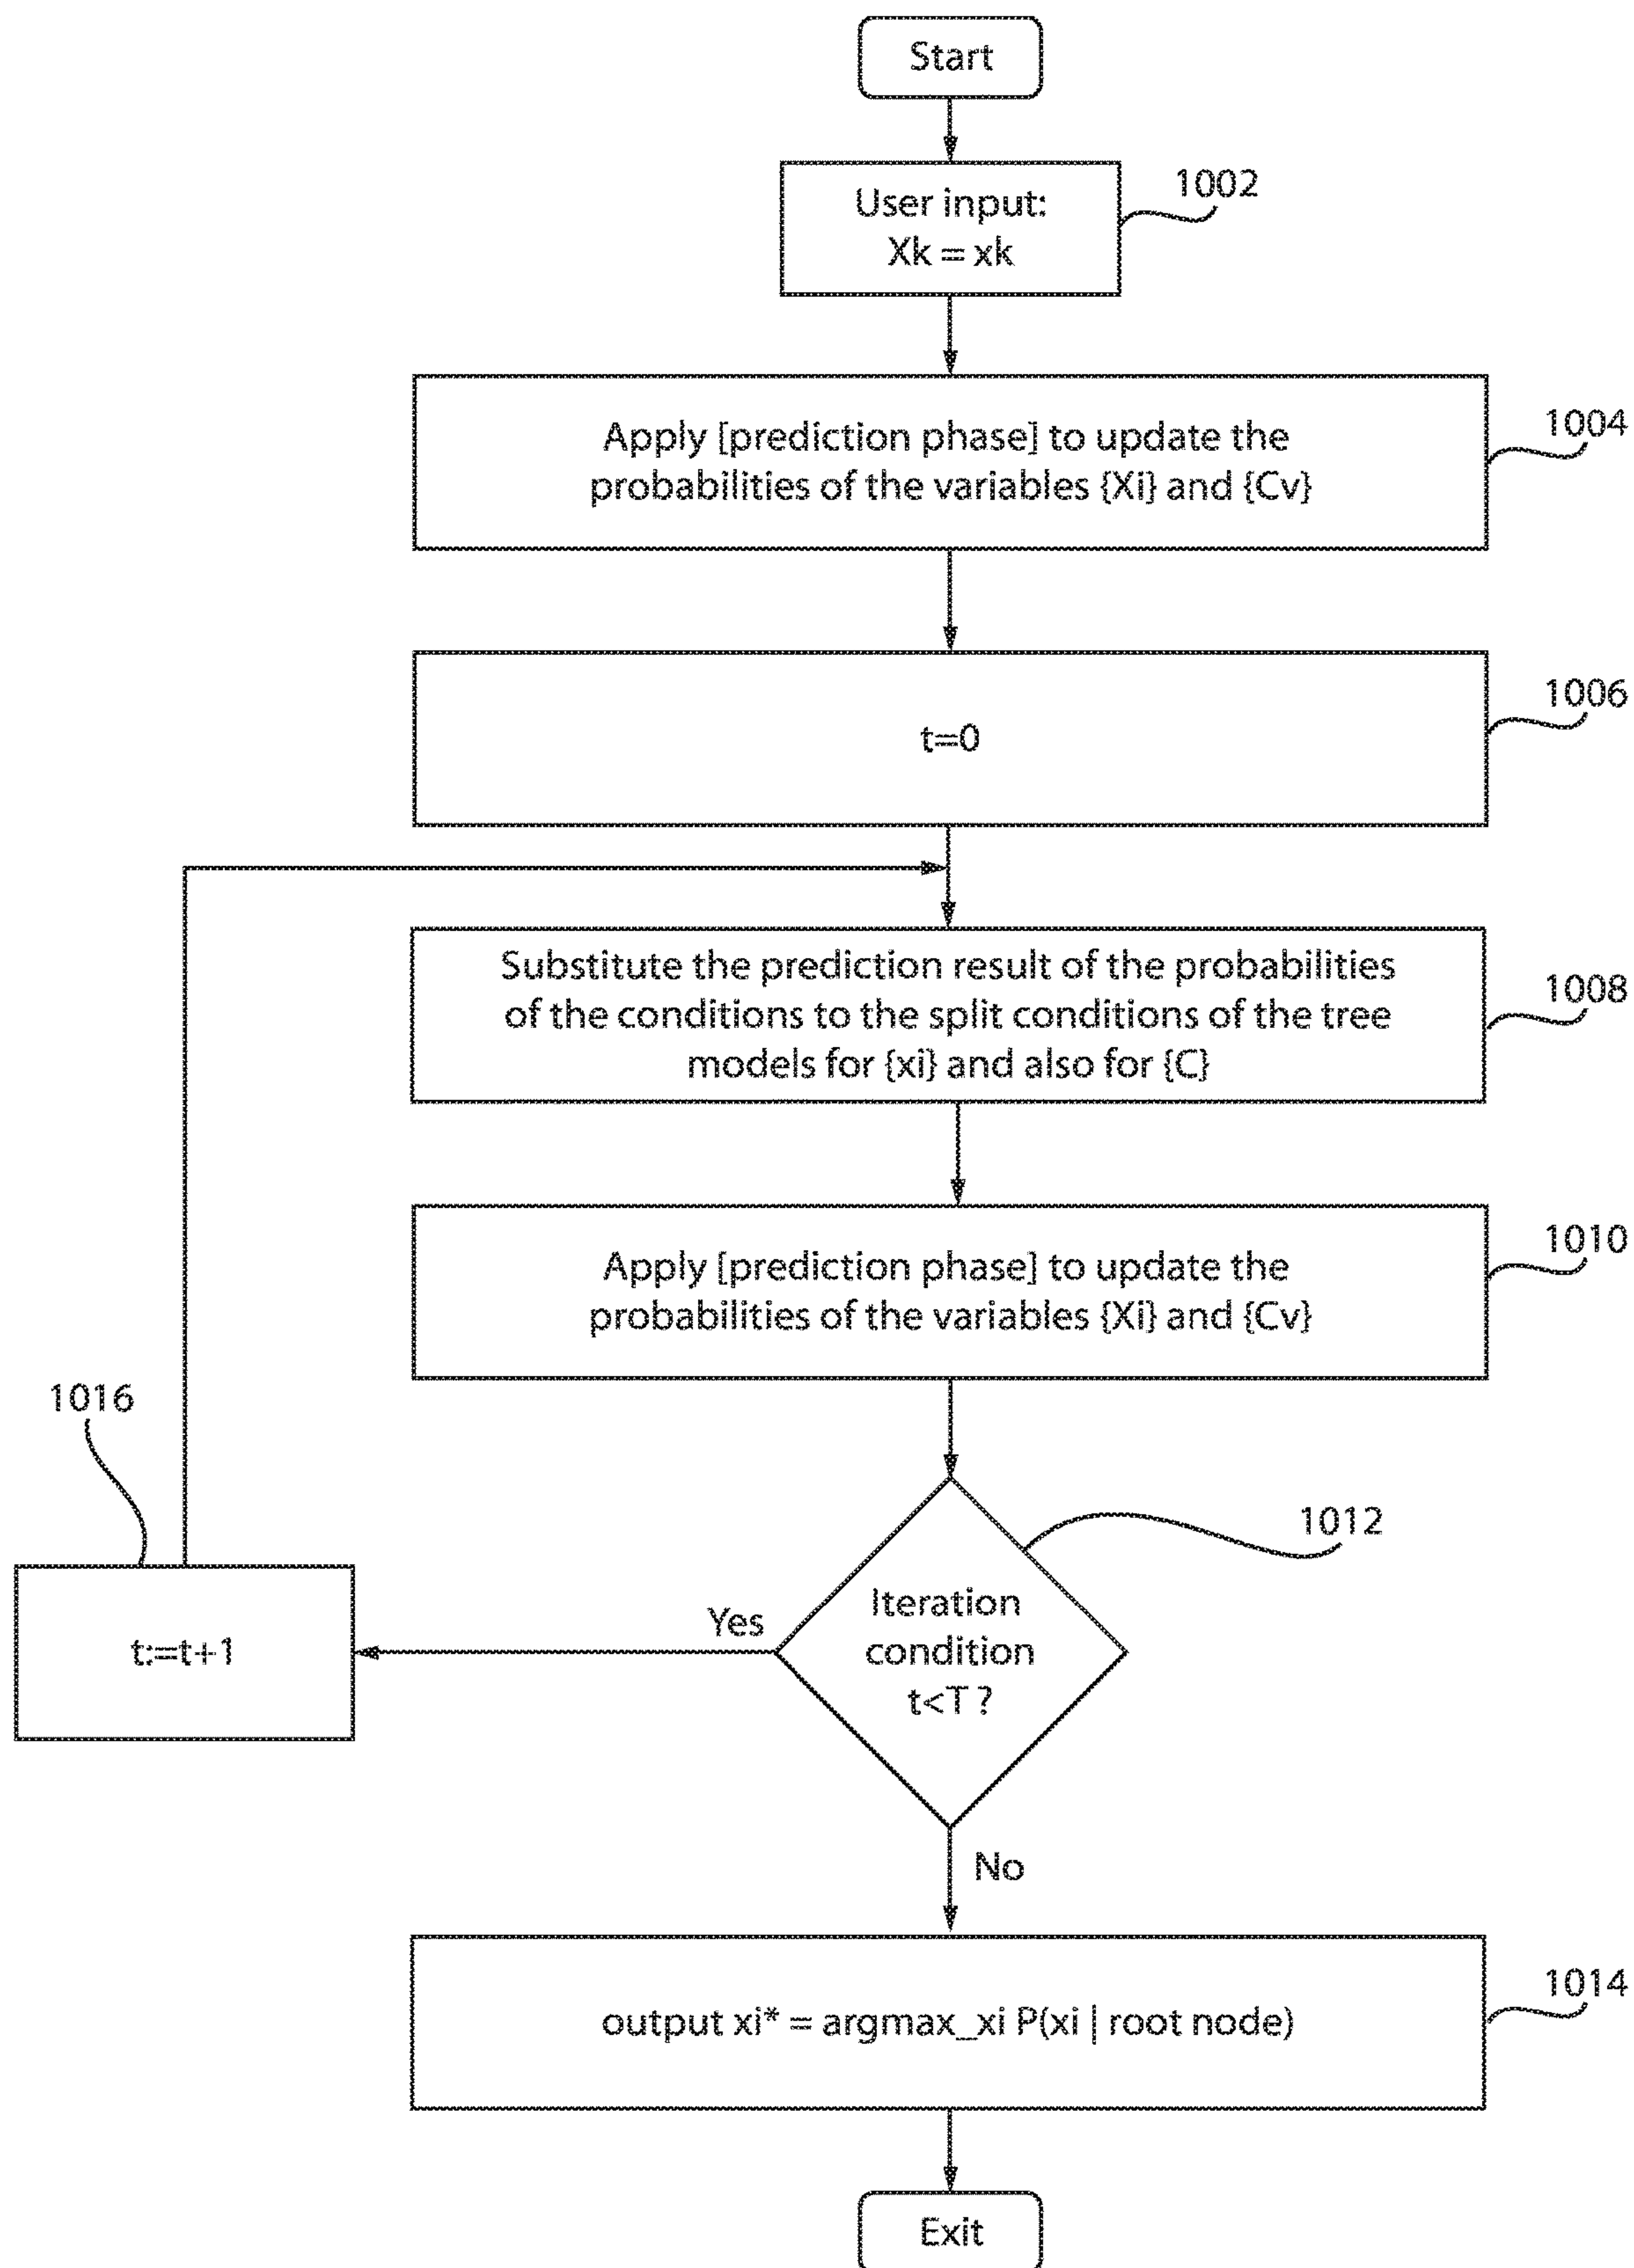 Start
User input:
Xk = xk
1002
Apply [prediction phase] to update the
probabilities of the variables {Xi} and {Cv}
1004
t=0
1006
Substitute the prediction result of the probabilities
of the conditions to the split conditions of the tree
models for {xi} and also for {C}
1008
Apply [prediction phase] to update the
probabilities of the variables {Xi} and {Cv}
1010
1016
t:=t+1
Yes
Iteration
condition
t<T ?
1012
No
output xi* = argmax_xi P(xi | root node)
1014
Exit